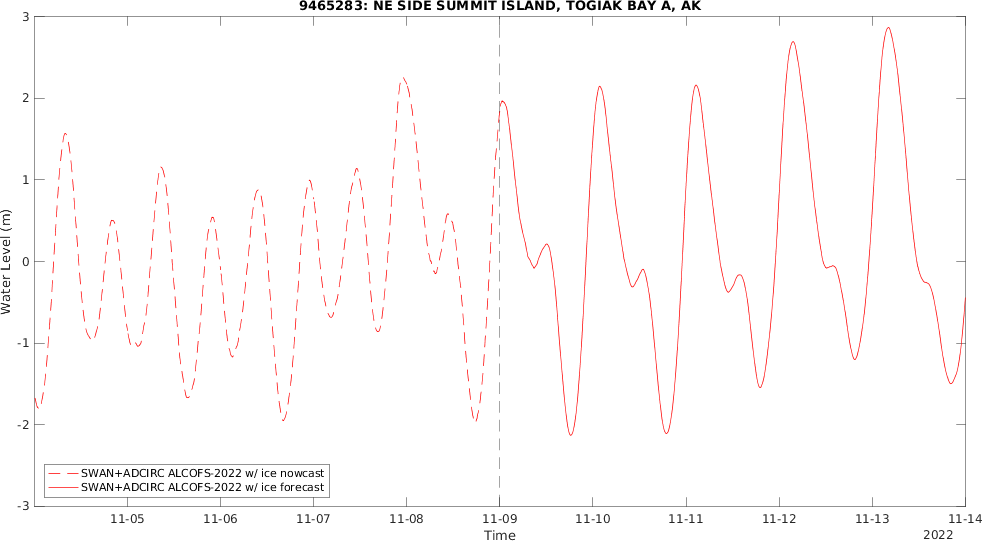 9465283: NE SIDE SUMMIT ISLAND, TOGIAK BAY A, AK
3
2
1
0
-1
-2
-3
Water Level (m)
SWAN+ADCIRC ALCOFS-2022 w/ ice nowcast
SWAN+ADCIRC ALCOFS-2022 w/ ice forecast
11-05 11-06 11-07 11-08 11-09 11-10 11-11 11-12 11-13 11-14
Time
2022